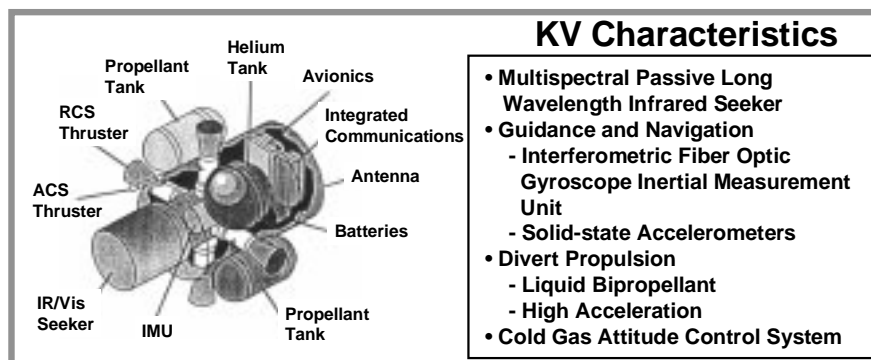 KV Characteristics
Helium
Tank
Propellant
Tank
Avionics
RCS
Thruster
Integrated
Communications
ACS
Thruster
Antenna
Batteries
IR/Vis
Seeker
IMU
Propellant
Tank
• Multispectral Passive Long
Wavelength Infrared Seeker
• Guidance and Navigation
- Interferometric Fiber Optic
Gyroscope Inertial Measurement
Unit
- Solid-state Accelerometers
• Divert Propulsion
- Liquid Bipropellant
- High Acceleration
• Cold Gas Attitude Control System